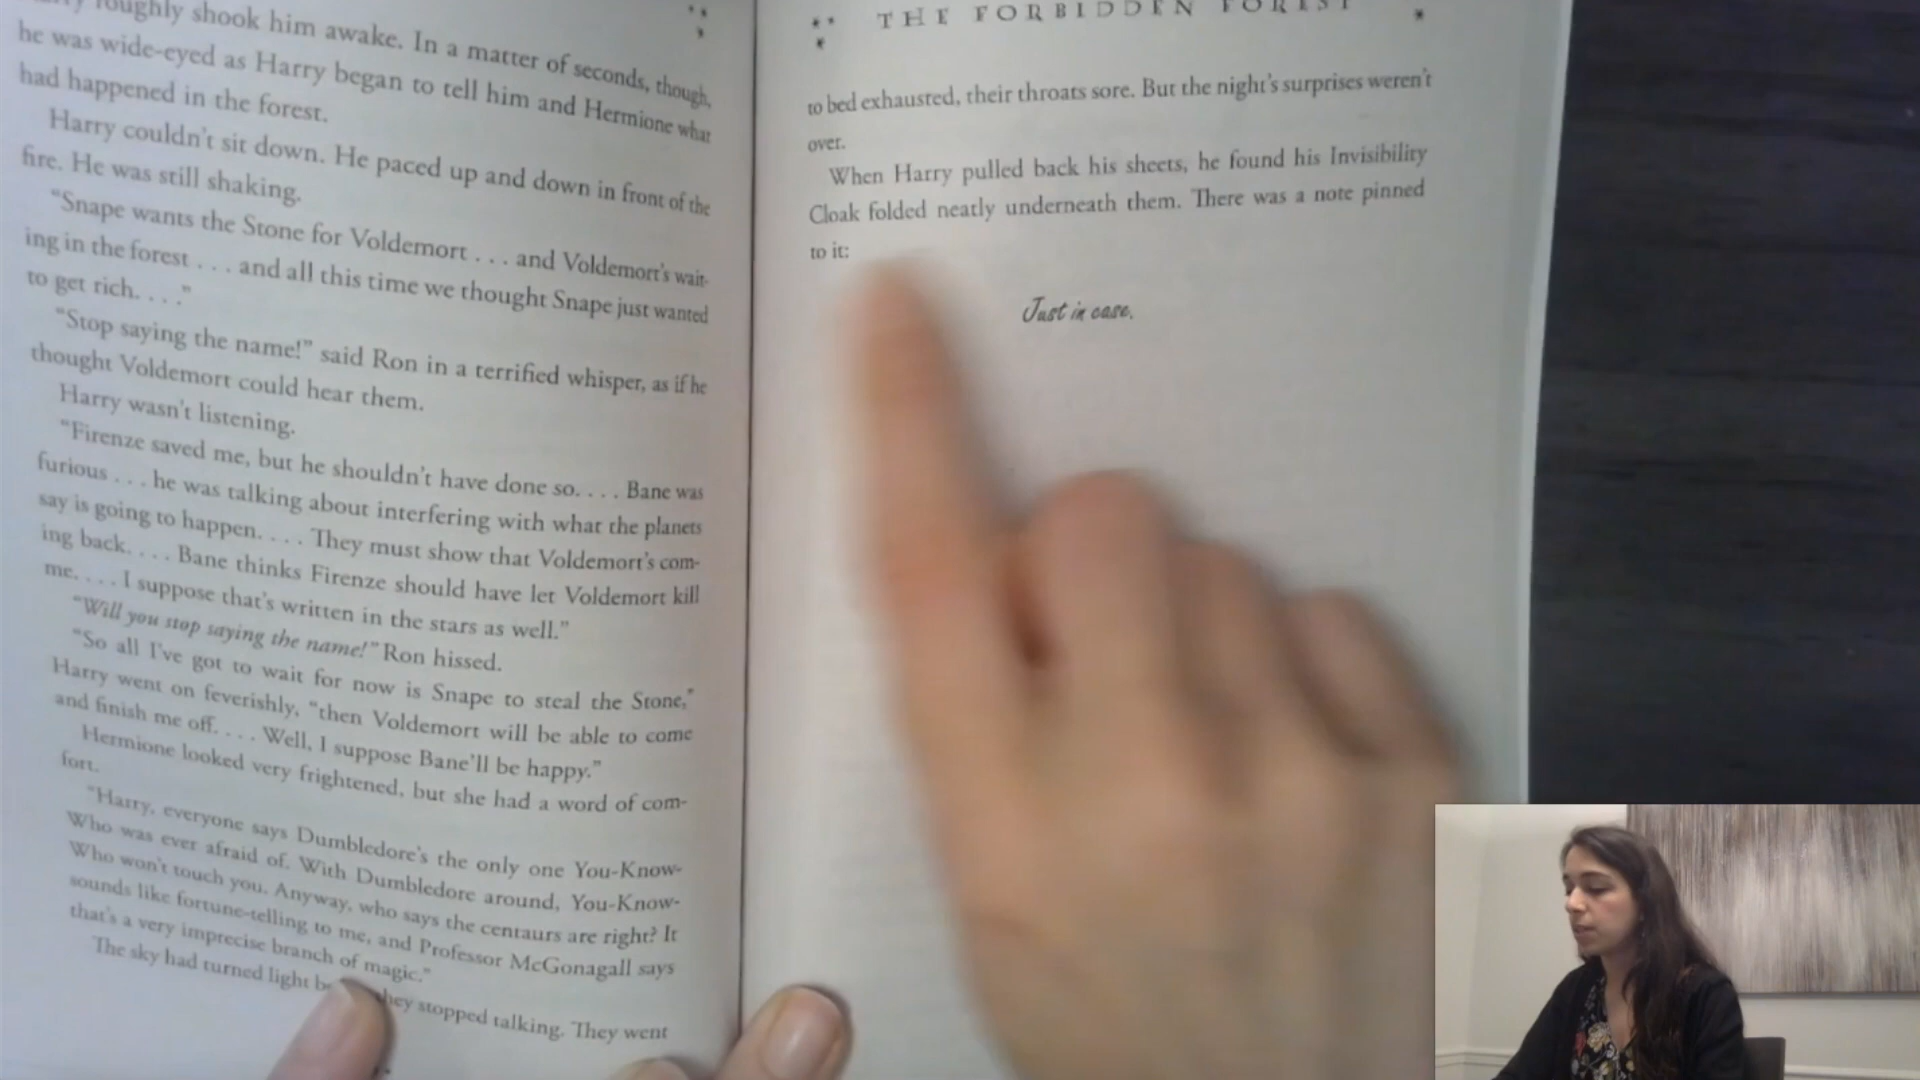 roughly shook him awake. In a matter of seconds, though,
he was wide-eyed as Harry began to tell him and Hermione what
had happened in the forest.
Harry couldn't sit down. He paced up and down in front of the
fire. He was still shaking.
"Snape wants the Stone for Voldemort . . . and Voldemort's wait-
ing in the forest . . . and all this time we thought Snape just wanted
to get rich. . . ."
"Stop saying the name!" said Ron in a terrified whisper, as if he
thought Voldemort could hear them.
Harry wasn't listening.
"Firenze saved me, but he shouldn't have done so. . . . Bane was
furious . . . he was talking about interfering with what the planets
say is going to happen. . . . They must show that Voldemort's com-
ing back. . . . Bane thinks Firenze should have let Voldemort kill
me. . . . I suppose that's written in the stars as well."
"Will you stop saying the name!" Ron hissed.
"So all I've got to wait for now is Snape to steal the Stone,"
Harry went on feverishly, "then Voldemort will be able to come
and finish me off. . . . Well, I suppose Bane'll be happy."
Hermione looked very frightened, but she had a word of com-
fort.
"Harry, everyone says Dumbledore's the only one You-Know-
Who was ever afraid of. With Dumbledore around, You-Know-
Who won't touch you. Anyway, who says the centaurs are right? It
sounds like fortune-telling to me, and Professor McGonagall says
that's a very imprecise branch of magic."
The sky had turned light they stopped talking. They went
THE FORBIDDEN FOREST
to bed exhausted, their throats sore. But the night's surprises weren't
over.
When Harry pulled back his sheets, he found his Invisibility
Cloak folded neatly underneath them. There was a note pinned
to it:
Just in case.